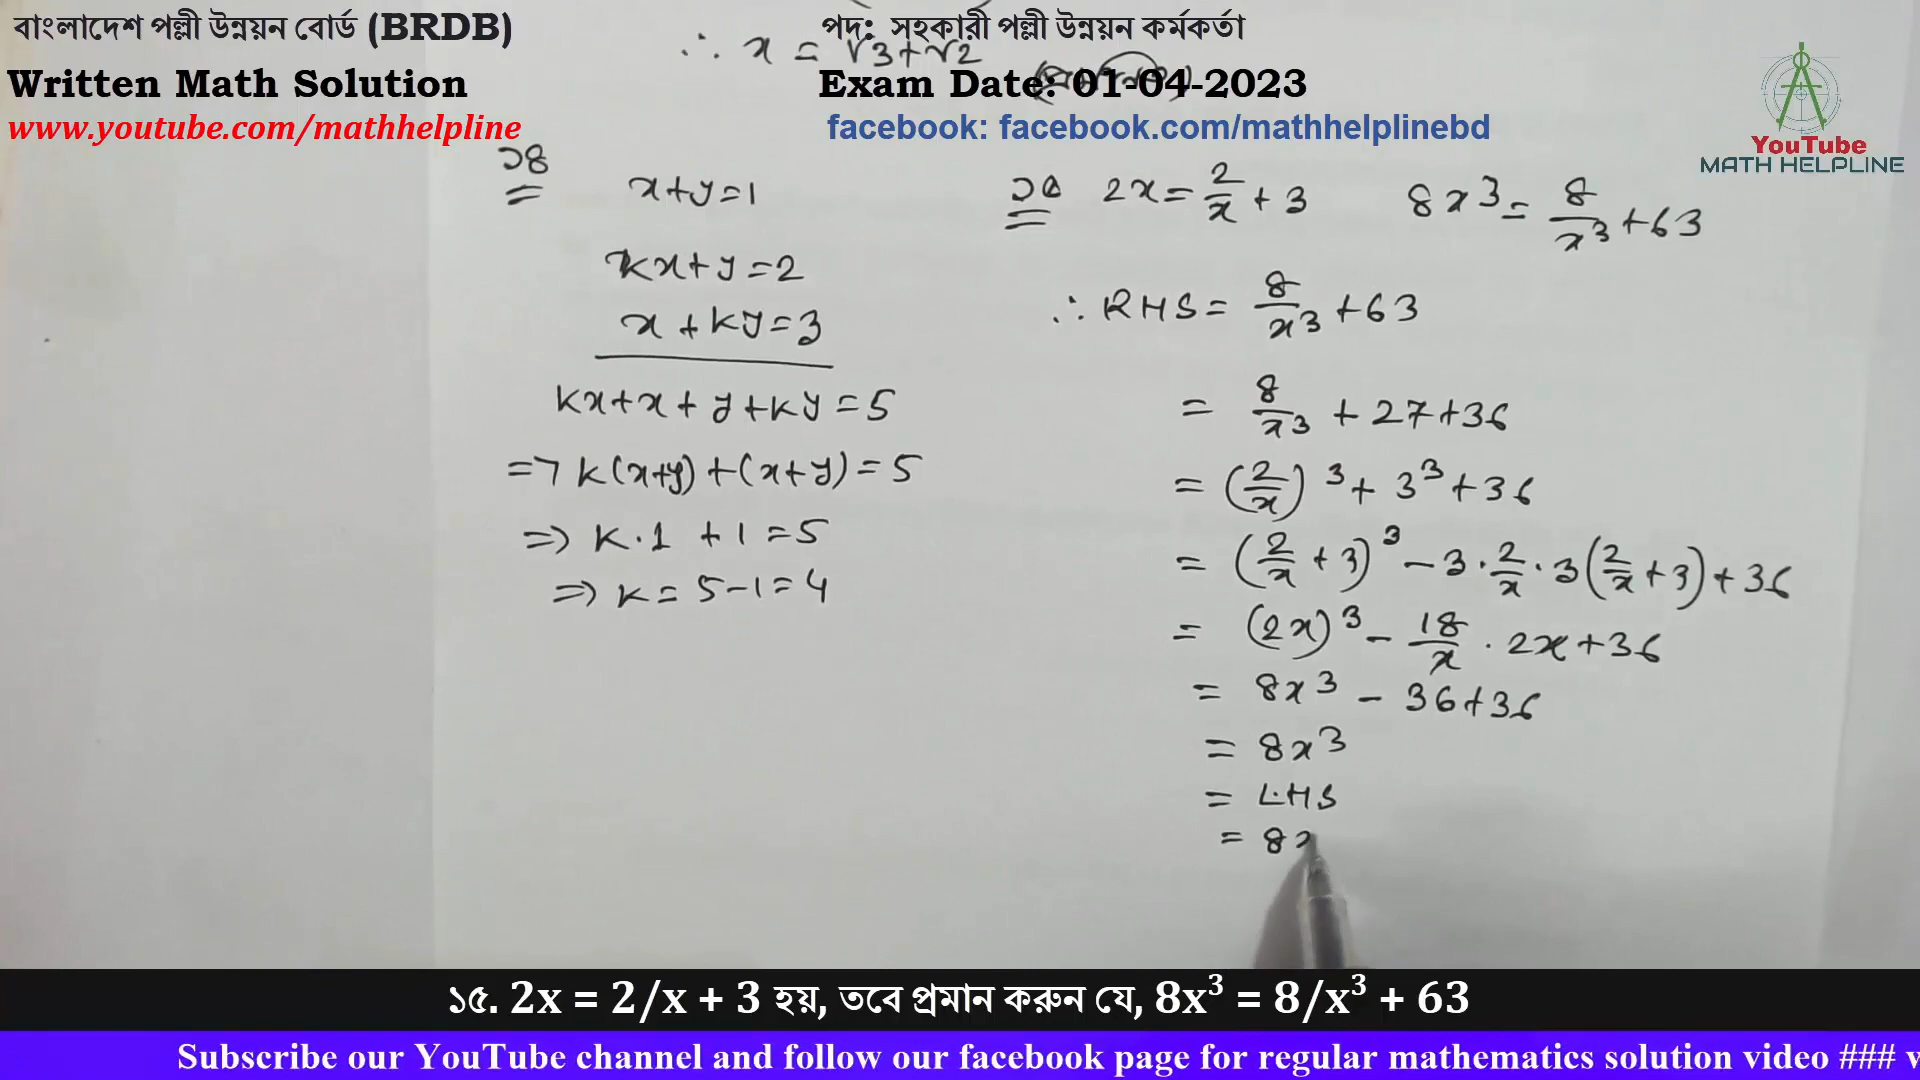 বাংলাদেশ পল্লী উন্নয়ন বোর্ড (BRDB)
পদ: সহকারী পল্লী উন্নয়ন কর্মকর্তা
∴ x = √3+√2
Written Math Solution
Exam Date: 01-04-2023
www.youtube.com/mathhelpline
facebook: facebook.com/mathhelplinebd
YouTube
MATH HELPLINE
১৪
x+y=1
kx+y=2
x+ky=3
kx+x+y+ky=5
=> k(x+y)+(x+y)=5
=> k.1 +1=5
=> k= 5-1=4
১৫ 2x = 2/x + 3 8x³ = 8/x³ + 63
∴ RHS = 8/x³ + 63
= 8/x³ + 27+36
= (2/x)³ + 3³ + 36
= (2/x + 3)³ - 3 · 2/x · 3(2/x + 3) + 36
= (2x)³ - 18/x · 2x + 36
= 8x³ - 36+36
= 8x³
= LHS
= 8x
১৫. 2x = 2/x + 3 হয়, তবে প্রমান করুন যে, 8x³ = 8/x³ + 63
Subscribe our YouTube channel and follow our facebook page for regular mathematics solution video ### v